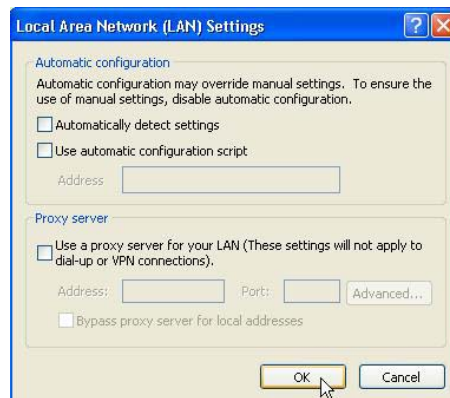 Local Area Network (LAN) Settings
Automatic configuration
Automatic configuration may override manual settings. To ensure the
use of manual settings, disable automatic configuration.
Automatically detect settings
Use automatic configuration script
Address
Proxy server
Use a proxy server for your LAN (These settings will not apply to
dial-up or VPN connections).
Address: Port: Advanced...
Bypass proxy server for local addresses
OK Cancel